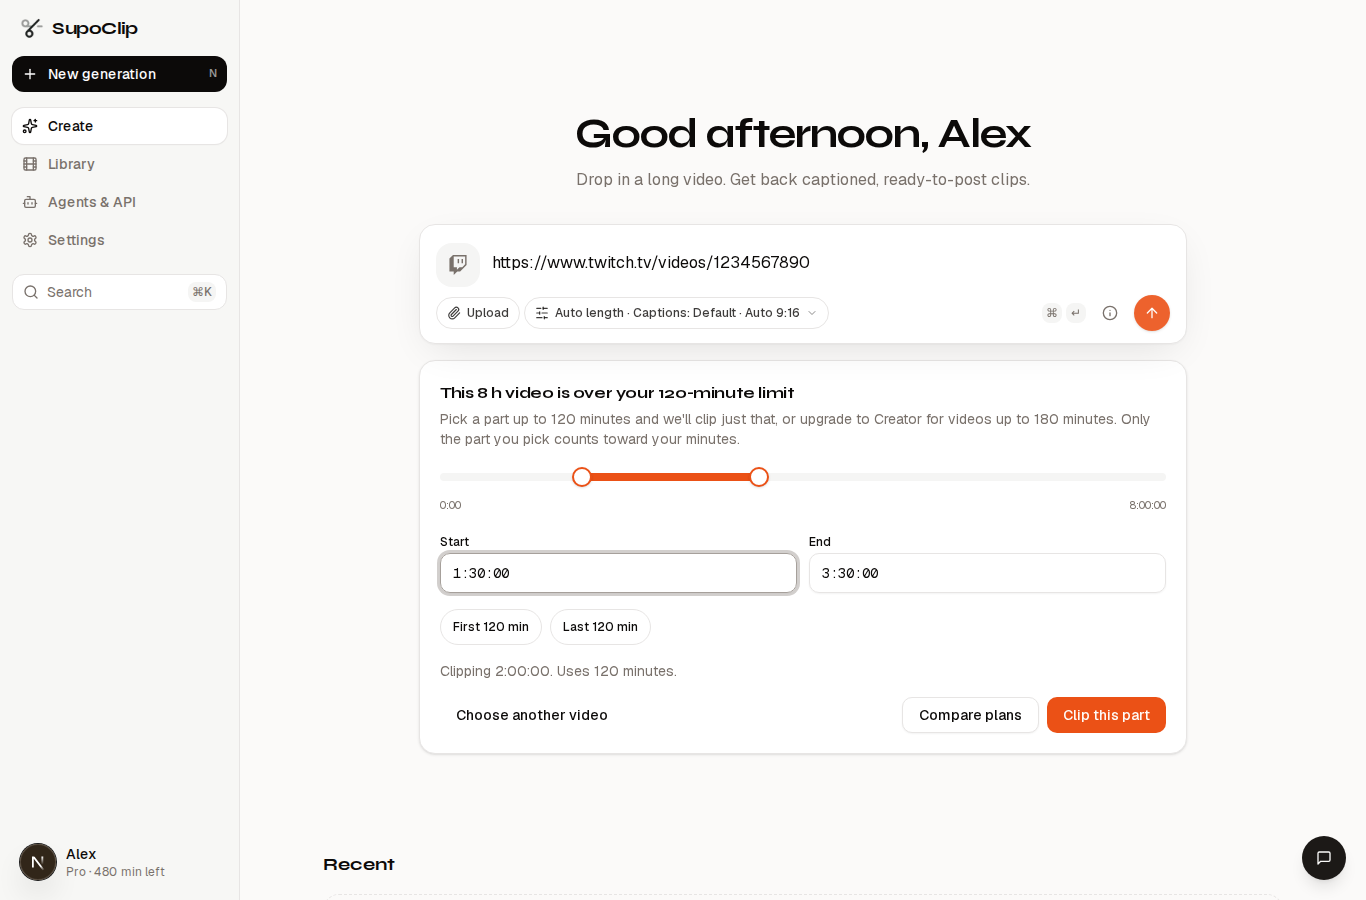 SupoClip
New generation N
Create
Library
Agents & API
Settings
Search ⌘K
Good afternoon, Alex
Drop in a long video. Get back captioned, ready-to-post clips.
https://www.twitch.tv/videos/1234567890
Upload
Auto length · Captions: Default · Auto 9:16
⌘ ↵
This 8 h video is over your 120-minute limit
Pick a part up to 120 minutes and we'll clip just that, or upgrade to Creator for videos up to 180 minutes. Only
the part you pick counts toward your minutes.
0:00 8:00:00
Start End
1:30:00 3:30:00
First 120 min Last 120 min
Clipping 2:00:00. Uses 120 minutes.
Choose another video Compare plans Clip this part
Recent
N
Alex
Pro · 480 min left